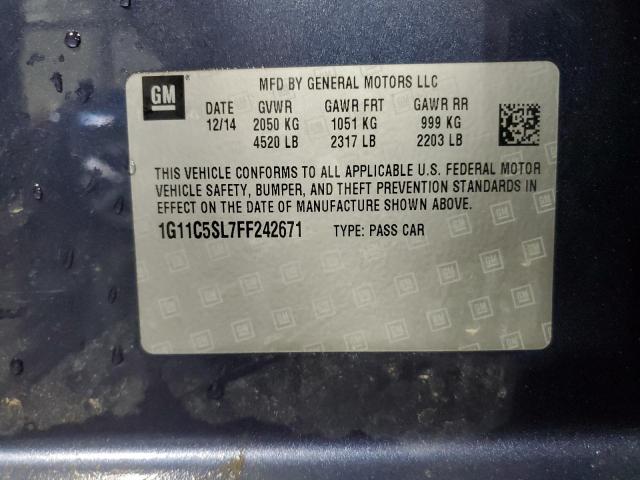 GM
MFD BY GENERAL MOTORS LLC
DATE GVWR GAWR FRT GAWR RR
12/14 2050 KG 1051 KG 999 KG
4520 LB 2317 LB 2203 LB
THIS VEHICLE CONFORMS TO ALL APPLICABLE U.S. FEDERAL MOTOR
VEHICLE SAFETY, BUMPER, AND THEFT PREVENTION STANDARDS IN
EFFECT ON THE DATE OF MANUFACTURE SHOWN ABOVE.
1G11C5SL7FF242671 TYPE: PASS CAR